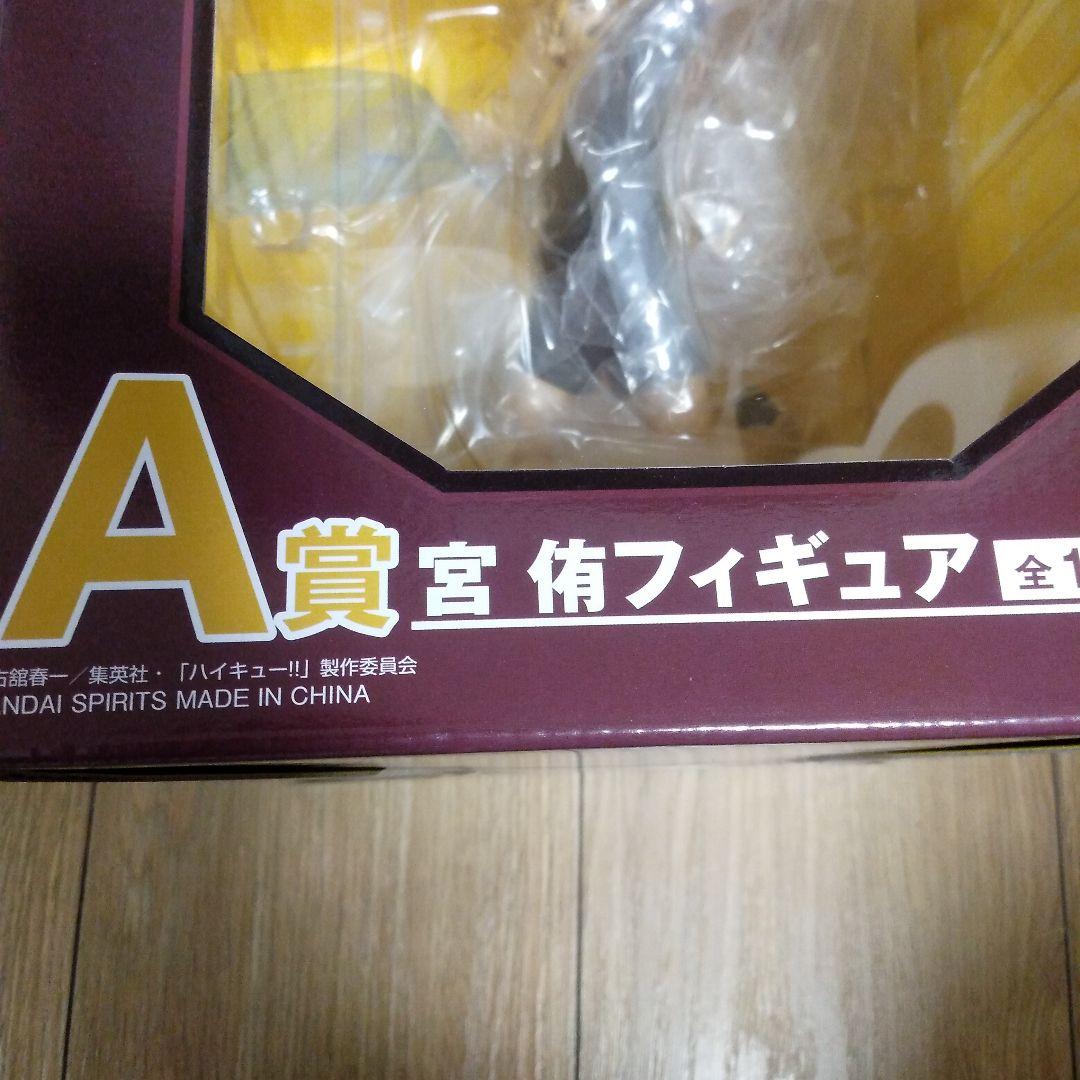 A賞 宮 侑フィギュア 全1
古舘春一／集英社・「ハイキュー!!」製作委員会
NDAI SPIRITS MADE IN CHINA